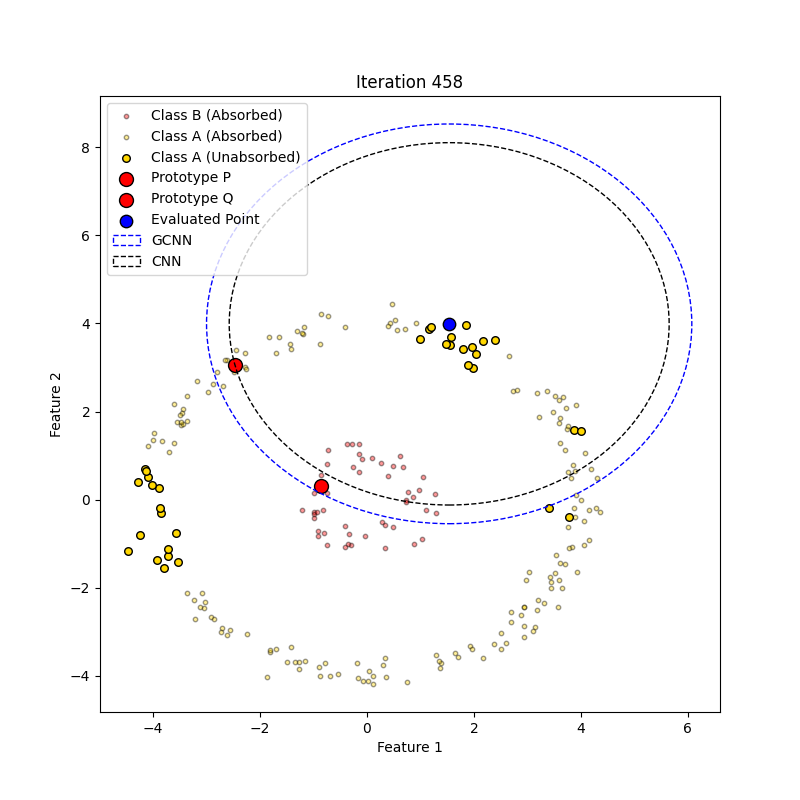 Iteration 458
Class B (Absorbed)
Class A (Absorbed)
Class A (Unabsorbed)
Prototype P
Prototype Q
Evaluated Point
GCNN
CNN
8
6
4
2
0
−2
−4
Feature 2
−4 −2 0 2 4 6
Feature 1